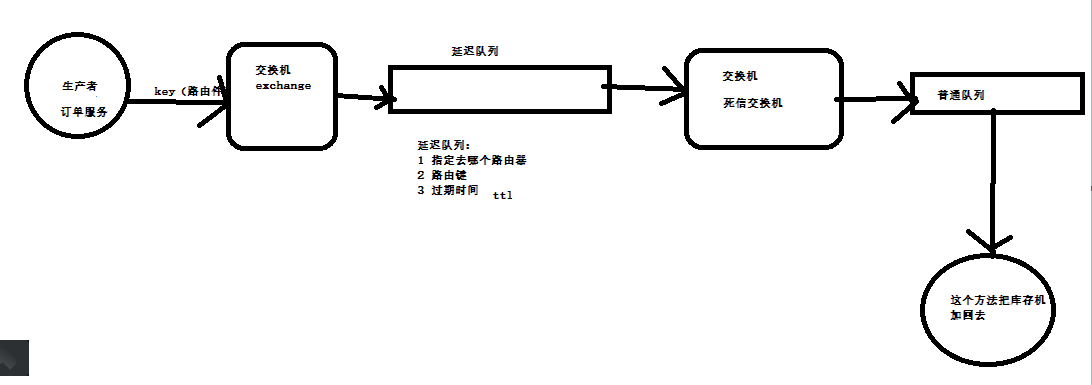 生产者
订单服务
key（路由件
交换机
exchange
延迟队列
延迟队列：
1 指定去哪个路由器
2 路由键
3 过期时间 ttl
交换机
死信交换机
普通队列
这个方法把库存机
加回去